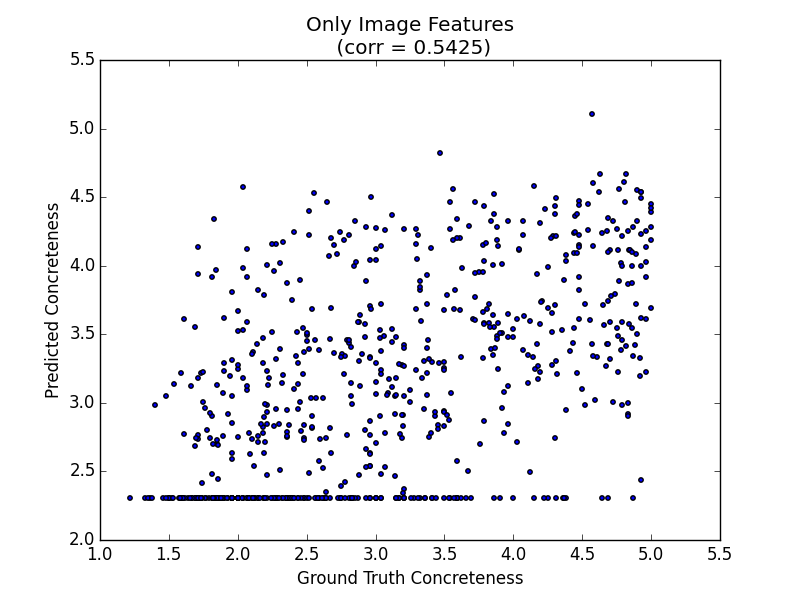 Only Image Features
(corr = 0.5425)
5.5
5.0
4.5
4.0
3.5
3.0
2.5
2.0
Predicted Concreteness
1.0 1.5 2.0 2.5 3.0 3.5 4.0 4.5 5.0 5.5
Ground Truth Concreteness